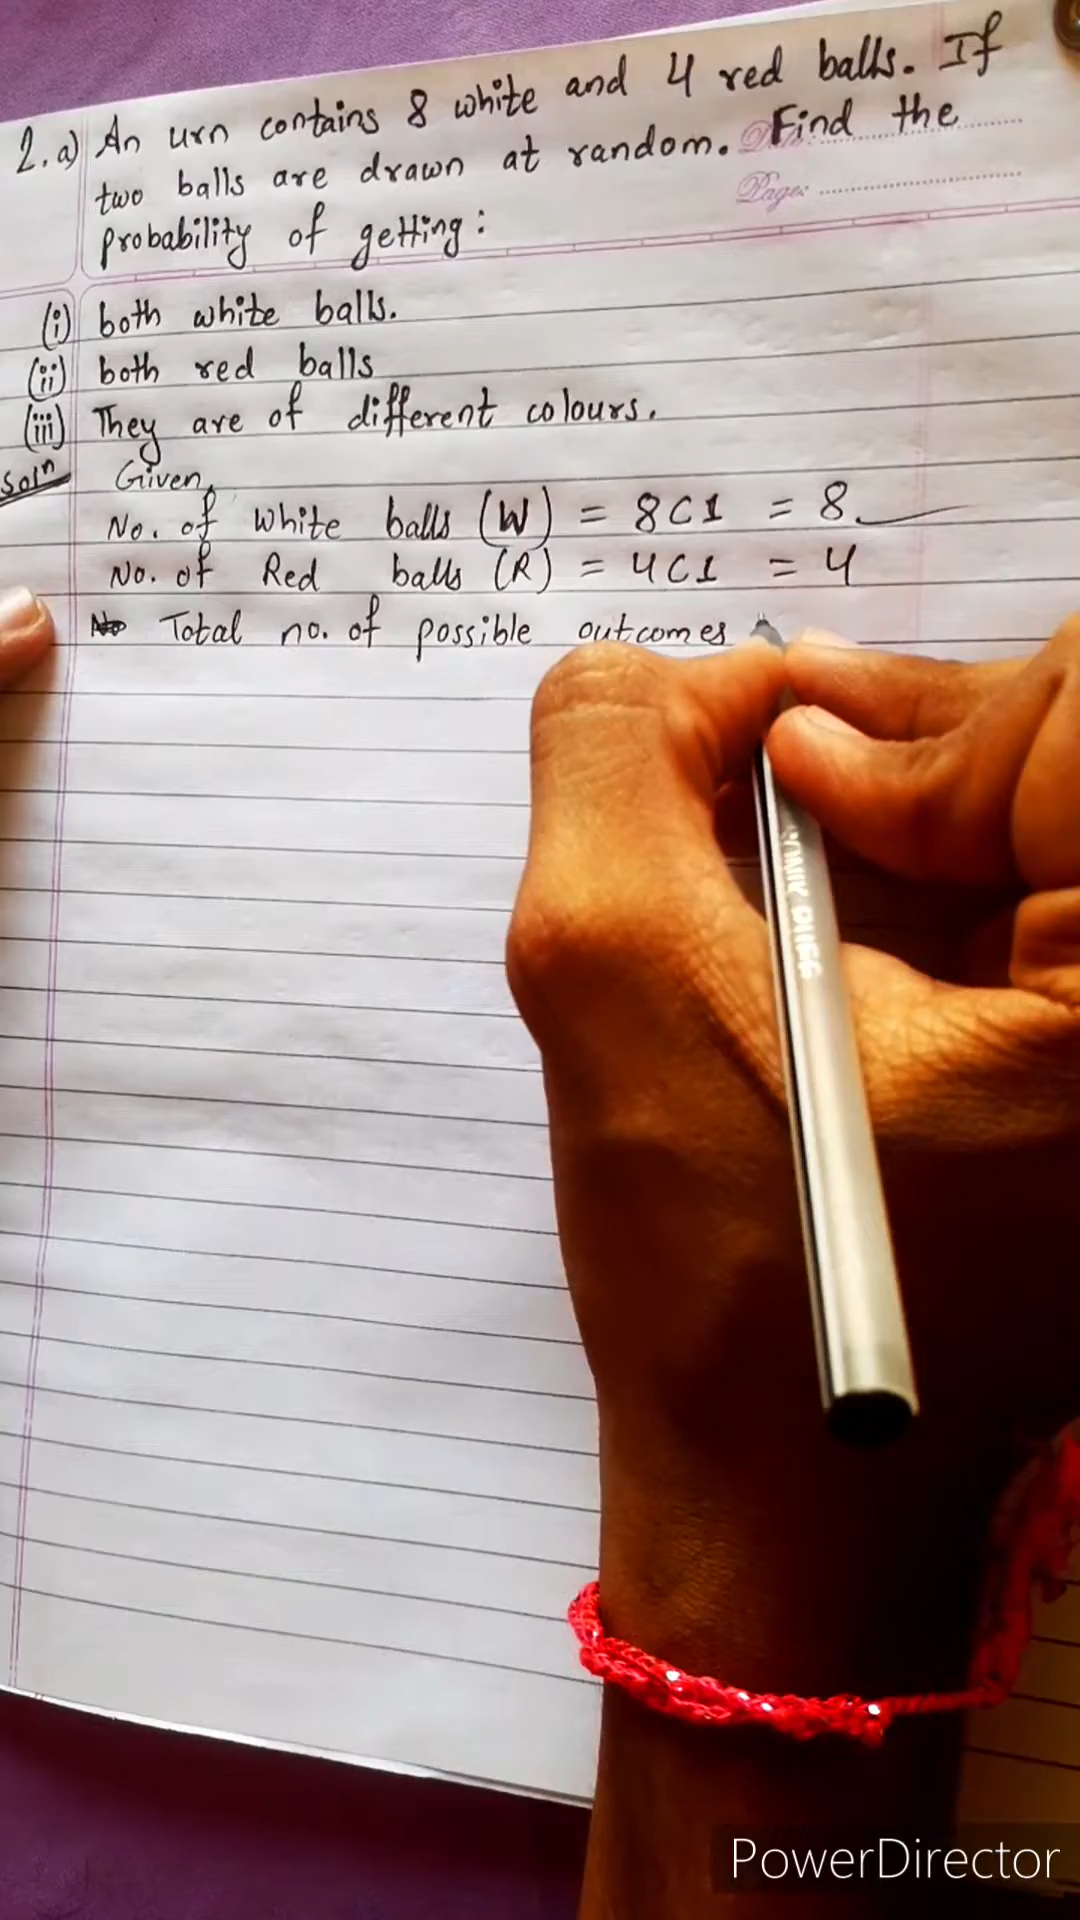 2.a) An urn contains 8 white and 4 red balls. If
two balls are drawn at random. Find the
Page:
probability of getting:
(i) both white balls.
(ii) both red balls
(iii) They are of different colours.
Soln Given,
No. of white balls (W) = 8C1 = 8
No. of Red balls (R) = 4C1 = 4
Total no. of possible outcomes
PowerDirector